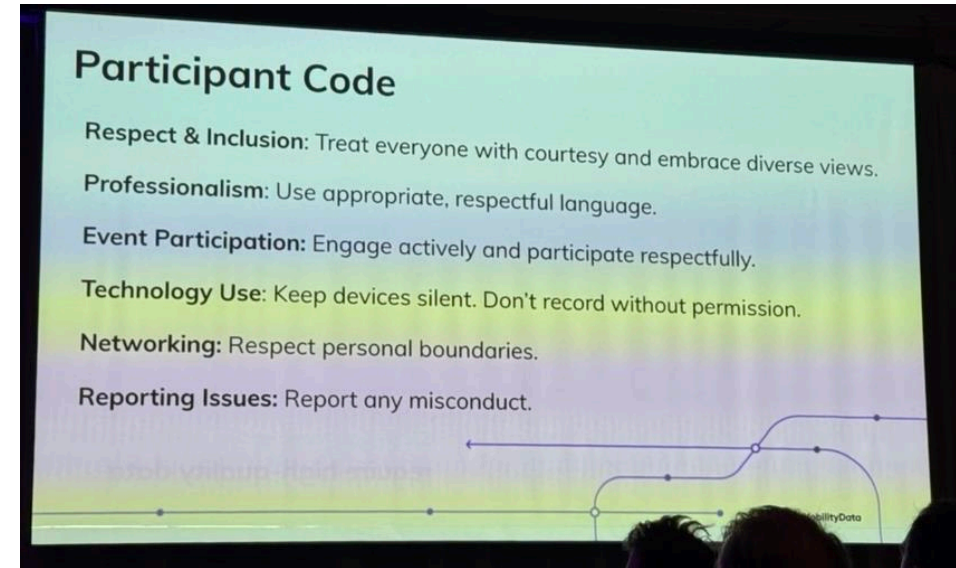 Participant Code
Respect & Inclusion: Treat everyone with courtesy and embrace diverse views.
Professionalism: Use appropriate, respectful language.
Event Participation: Engage actively and participate respectfully.
Technology Use: Keep devices silent. Don't record without permission.
Networking: Respect personal boundaries.
Reporting Issues: Report any misconduct.